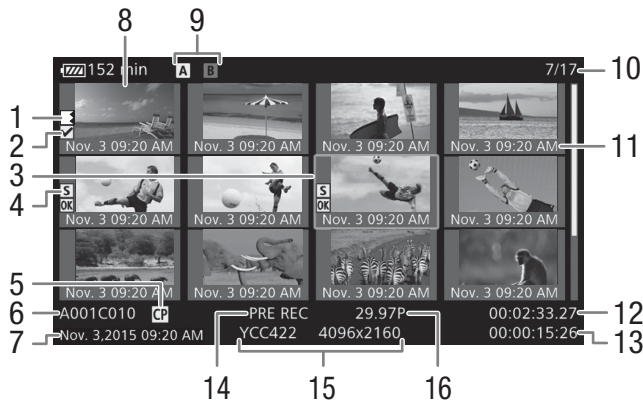 8 9
152 min A B 7/17 10
1
2
Nov. 3 09:20 AM Nov. 3 09:20 AM Nov. 3 09:20 AM Nov. 3 09:20 AM 11
3
4 S OK S OK
Nov. 3 09:20 AM Nov. 3 09:20 AM Nov. 3 09:20 AM Nov. 3 09:20 AM
5
Nov. 3 09:20 AM Nov. 3 09:20 AM Nov. 3 09:20 AM Nov. 3 09:20 AM
6 A001C010 CP PRE REC 29.97P 00:02:33.27 12
7 Nov. 3,2015 09:20 AM YCC422 4096x2160 00:00:15:26 13
14 15 16